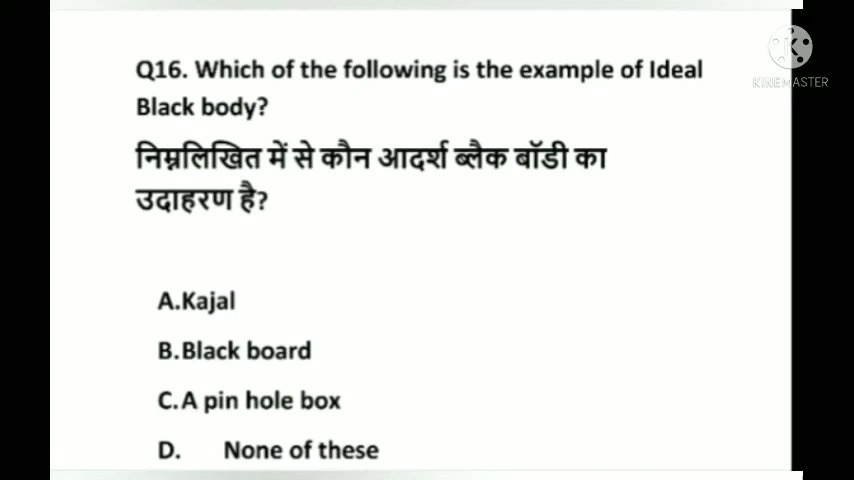 Q16. Which of the following is the example of Ideal
Black body?
निम्नलिखित में से कौन आदर्श ब्लैक बॉडी का
उदाहरण है?
A.Kajal
B.Black board
C.A pin hole box
D. None of these
KINEMASTER